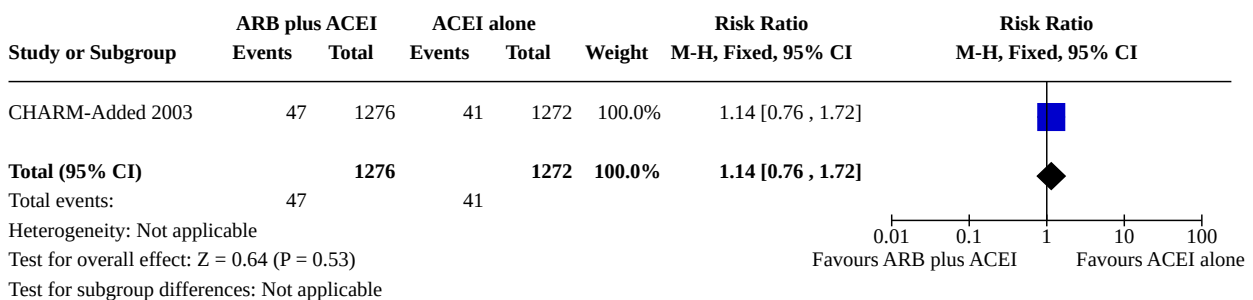 ARB plus ACEI ACEI alone Risk Ratio Risk Ratio
Study or Subgroup Events Total Events Total Weight M-H, Fixed, 95% CI M-H, Fixed, 95% CI
CHARM-Added 2003 47 1276 41 1272 100.0% 1.14 [0.76 , 1.72]
Total (95% CI) 1276 1272 100.0% 1.14 [0.76 , 1.72]
Total events: 47 41
Heterogeneity: Not applicable 0.01 0.1 1 10 100
Test for overall effect: Z = 0.64 (P = 0.53) Favours ARB plus ACEI Favours ACEI alone
Test for subgroup differences: Not applicable